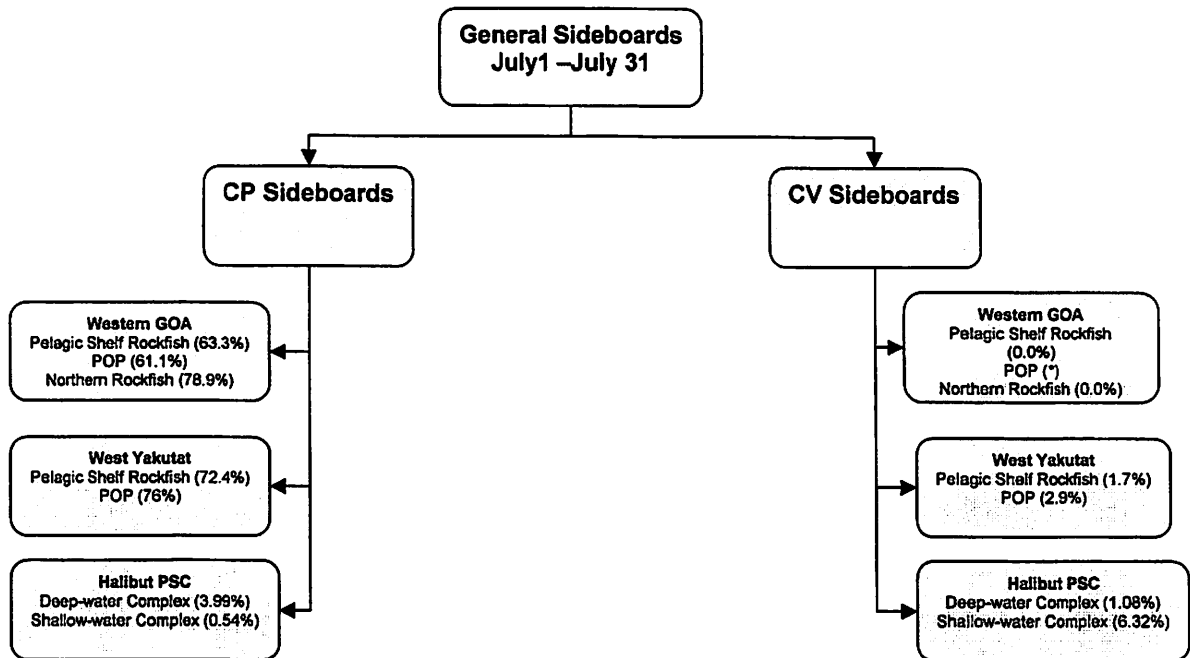 General Sideboards
July1 –July 31
CP Sideboards
CV Sideboards
Western GOA
Pelagic Shelf Rockfish (63.3%)
POP (61.1%)
Northern Rockfish (78.9%)
Western GOA
Pelagic Shelf Rockfish
(0.0%)
POP (*)
Northern Rockfish (0.0%)
West Yakutat
Pelagic Shelf Rockfish (72.4%)
POP (76%)
West Yakutat
Pelagic Shelf Rockfish (1.7%)
POP (2.9%)
Halibut PSC
Deep-water Complex (3.99%)
Shallow-water Complex (0.54%)
Halibut PSC
Deep-water Complex (1.08%)
Shallow-water Complex (6.32%)